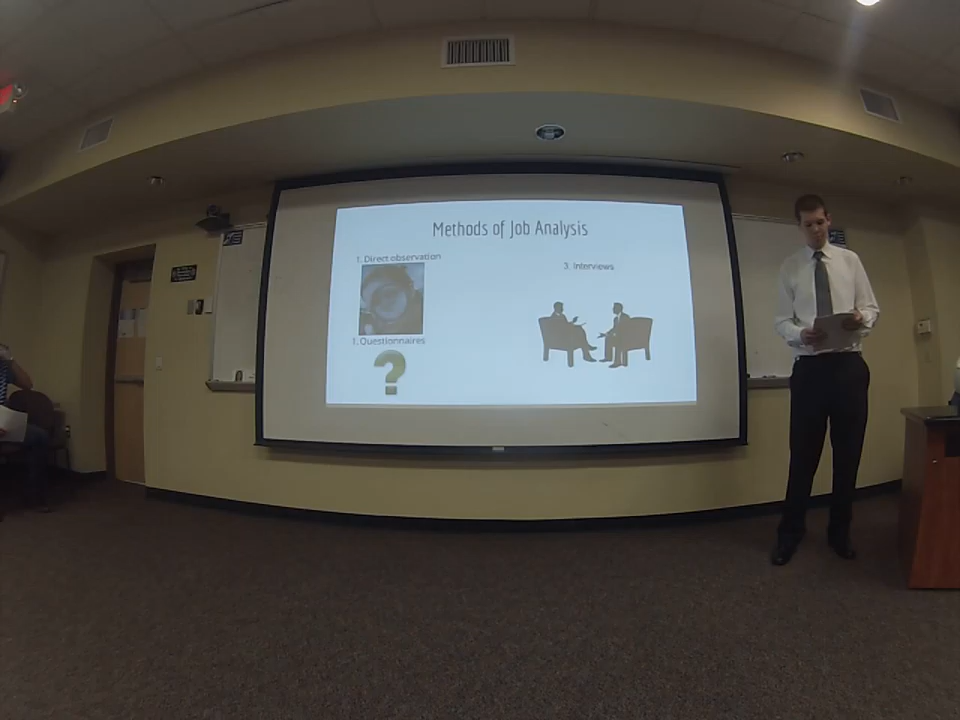 Methods of Job Analysis
1. Direct observation
1. Questionnaires
?
3. Interviews